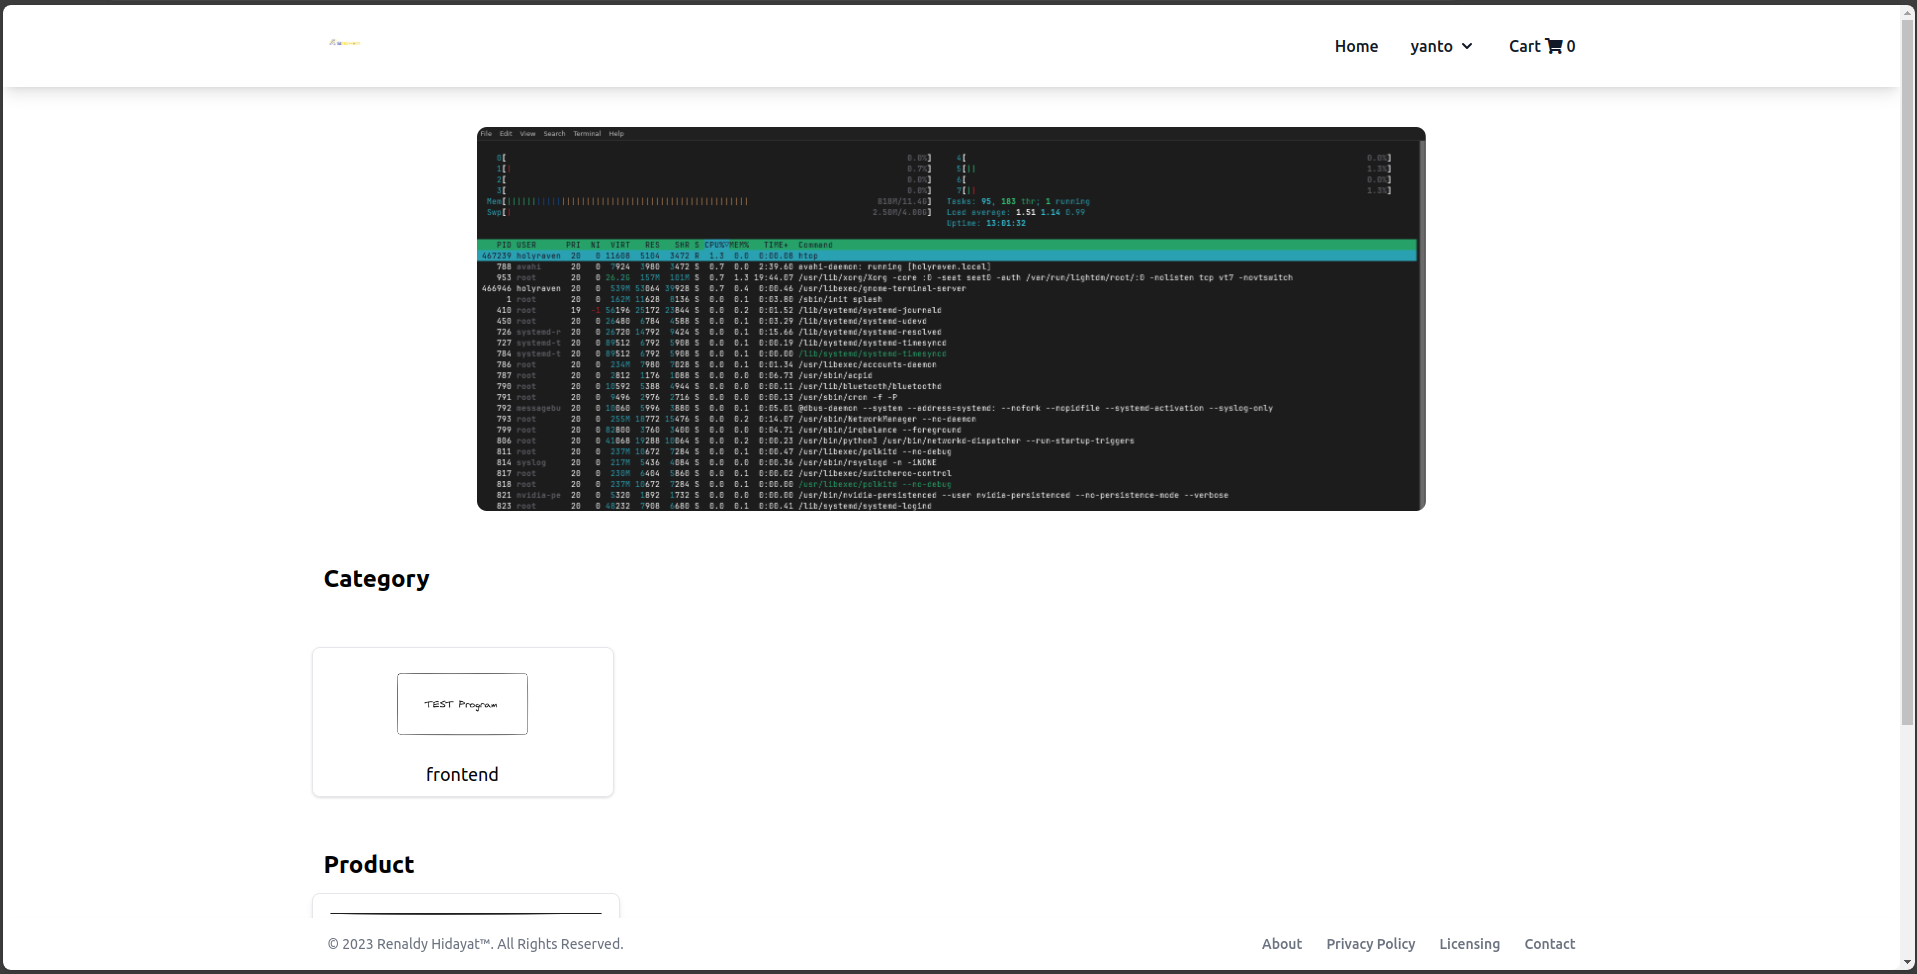 Home yanto Cart 0
File Edit View Search Terminal Help
0[ 0.0%] 4[ 0.0%]
1[ 0.7%] 5[ 1.3%]
2[ 0.0%] 6[ 0.0%]
3[ 0.0%] 7[ 1.3%]
Mem[ 818M/11.4G] Tasks: 95, 183 thr; 1 running
Swp[ 2.58M/4.00G] Load average: 1.51 1.14 0.99
Uptime: 13:01:32
PID USER PRI NI VIRT RES SHR S CPU% MEM% TIME+ Command
467239 holyraven 20 0 11608 5104 3472 R 1.3 0.0 0:00.08 htop
788 avahi 20 0 7924 3980 3472 S 0.7 0.0 2:39.60 avahi-daemon: running [holyraven.local]
953 root 20 0 26.2G 157M 101M S 0.7 1.3 19:44.07 /usr/lib/xorg/Xorg -core :0 -seat seat0 -auth /var/run/lightdm/root/:0 -nolisten tcp vt7 -novtswitch
466946 holyraven 20 0 539M 53064 39928 S 0.7 0.4 0:00.46 /usr/libexec/gnome-terminal-server
1 root 20 0 162M 11628 8136 S 0.0 0.1 0:03.80 /sbin/init splash
410 root 19 -1 56196 25172 23844 S 0.0 0.2 0:01.52 /lib/systemd/systemd-journald
450 root 20 0 26480 6784 4588 S 0.0 0.1 0:03.29 /lib/systemd/systemd-udevd
726 systemd-r 20 0 26720 14792 9424 S 0.0 0.1 0:15.66 /lib/systemd/systemd-resolved
727 systemd-t 20 0 89512 6792 5908 S 0.0 0.1 0:00.19 /lib/systemd/systemd-timesyncd
784 systemd-t 20 0 89512 6792 5908 S 0.0 0.1 0:00.00 /lib/systemd/systemd-timesyncd
786 root 20 0 234M 7980 7028 S 0.0 0.1 0:01.34 /usr/libexec/accounts-daemon
787 root 20 0 2812 1176 1088 S 0.0 0.0 0:06.73 /usr/sbin/acpid
790 root 20 0 10592 5388 4944 S 0.0 0.0 0:00.11 /usr/lib/bluetooth/bluetoothd
791 root 20 0 9496 2976 2716 S 0.0 0.0 0:00.13 /usr/sbin/cron -f -P
792 messagebu 20 0 10060 5996 3880 S 0.0 0.1 0:05.01 @dbus-daemon --system --address=systemd: --nofork --nopidfile --systemd-activation --syslog-only
793 root 20 0 255M 18772 15476 S 0.0 0.2 0:14.07 /usr/sbin/NetworkManager --no-daemon
799 root 20 0 82800 3760 3400 S 0.0 0.0 0:04.71 /usr/sbin/irqbalance --foreground
806 root 20 0 41068 19288 10064 S 0.0 0.2 0:00.23 /usr/bin/python3 /usr/bin/networkd-dispatcher --run-startup-triggers
811 root 20 0 237M 10672 7284 S 0.0 0.1 0:00.47 /usr/libexec/polkitd --no-debug
814 syslog 20 0 217M 5436 4084 S 0.0 0.0 0:00.36 /usr/sbin/rsyslogd -n -iNONE
817 root 20 0 230M 6404 5860 S 0.0 0.1 0:00.02 /usr/libexec/switcheroo-control
818 root 20 0 237M 10672 7284 S 0.0 0.1 0:00.00 /usr/libexec/polkitd --no-debug
821 nvidia-pe 20 0 5320 1892 1732 S 0.0 0.0 0:00.00 /usr/bin/nvidia-persistenced --user nvidia-persistenced --no-persistence-mode --verbose
823 root 20 0 48232 7908 6680 S 0.0 0.1 0:00.41 /lib/systemd/systemd-logind
Category
TEST Program
frontend
Product
© 2023 Renaldy Hidayat™. All Rights Reserved. About Privacy Policy Licensing Contact